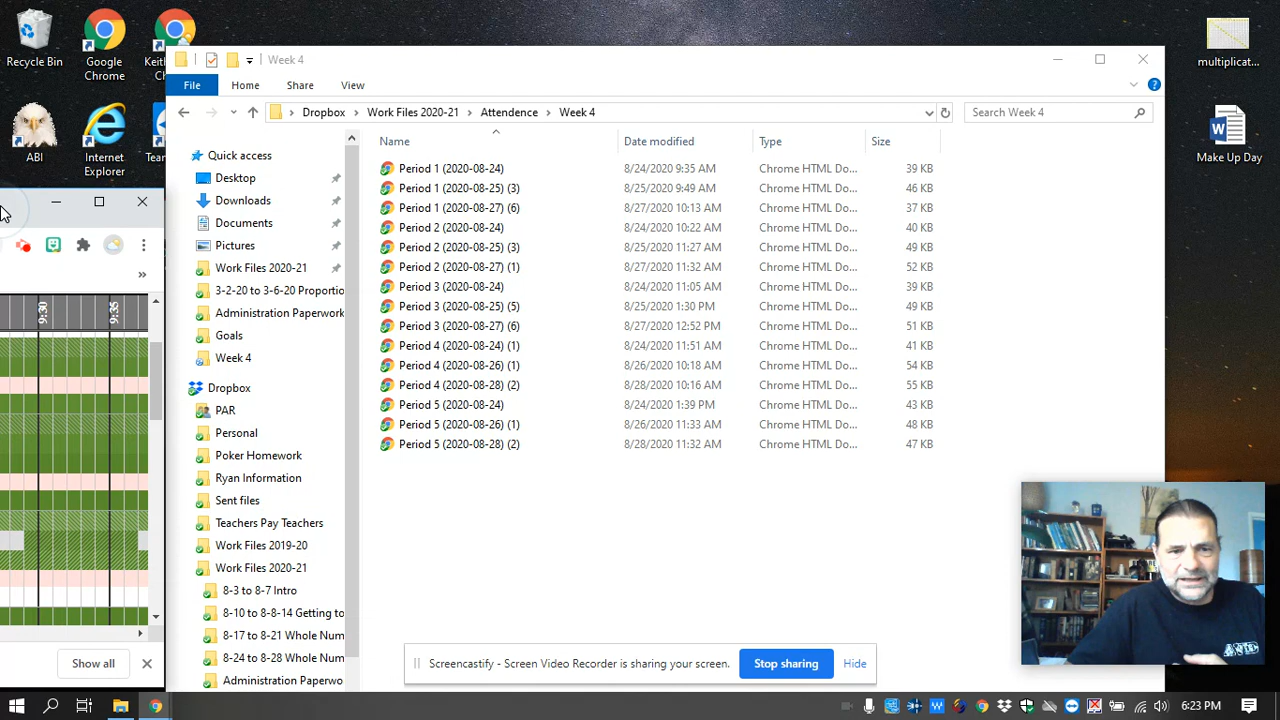 Recycle Bin
Google Chrome
Keith
Ch
ABI
Internet Explorer
Tea
multiplicat...
Make Up Day
Week 4
File Home Share View
Dropbox Work Files 2020-21 Attendence Week 4
Search Week 4
Name Date modified Type Size
Quick access
Desktop
Downloads
Documents
Pictures
Work Files 2020-21
3-2-20 to 3-6-20 Proportio
Administration Paperwork
Goals
Week 4
Dropbox
PAR
Personal
Poker Homework
Ryan Information
Sent files
Teachers Pay Teachers
Work Files 2019-20
Work Files 2020-21
8-3 to 8-7 Intro
8-10 to 8-8-14 Getting to
8-17 to 8-21 Whole Num
8-24 to 8-28 Whole Num
Administration Paperwo
Period 1 (2020-08-24) 8/24/2020 9:35 AM Chrome HTML Do... 39 KB
Period 1 (2020-08-25) (3) 8/25/2020 9:49 AM Chrome HTML Do... 46 KB
Period 1 (2020-08-27) (6) 8/27/2020 10:13 AM Chrome HTML Do... 37 KB
Period 2 (2020-08-24) 8/24/2020 10:22 AM Chrome HTML Do... 40 KB
Period 2 (2020-08-25) (3) 8/25/2020 11:27 AM Chrome HTML Do... 49 KB
Period 2 (2020-08-27) (1) 8/27/2020 11:32 AM Chrome HTML Do... 52 KB
Period 3 (2020-08-24) 8/24/2020 11:05 AM Chrome HTML Do... 39 KB
Period 3 (2020-08-25) (5) 8/25/2020 1:30 PM Chrome HTML Do... 49 KB
Period 3 (2020-08-27) (6) 8/27/2020 12:52 PM Chrome HTML Do... 51 KB
Period 4 (2020-08-24) (1) 8/24/2020 11:51 AM Chrome HTML Do... 41 KB
Period 4 (2020-08-26) (1) 8/26/2020 10:18 AM Chrome HTML Do... 54 KB
Period 4 (2020-08-28) (2) 8/28/2020 10:16 AM Chrome HTML Do... 55 KB
Period 5 (2020-08-24) 8/24/2020 1:39 PM Chrome HTML Do... 43 KB
Period 5 (2020-08-26) (1) 8/26/2020 11:33 AM Chrome HTML Do... 48 KB
Period 5 (2020-08-28) (2) 8/28/2020 11:32 AM Chrome HTML Do... 47 KB
9:30 9:35
Show all
Screencastify - Screen Video Recorder is sharing your screen. Stop sharing Hide
AVID
6:23 PM